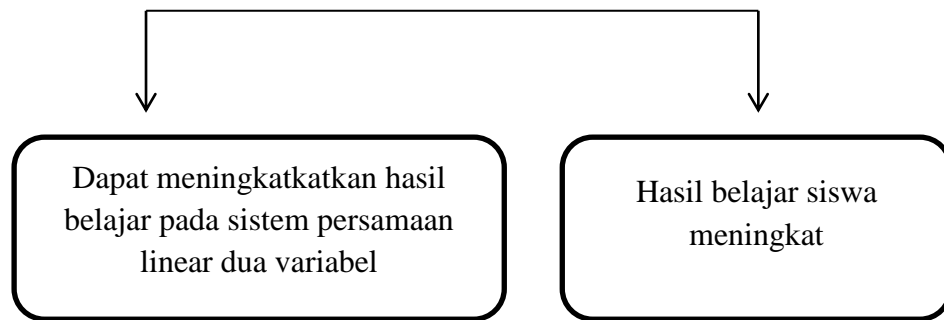 Dapat meningkatkatkan hasil
belajar pada sistem persamaan
linear dua variabel
Hasil belajar siswa
meningkat